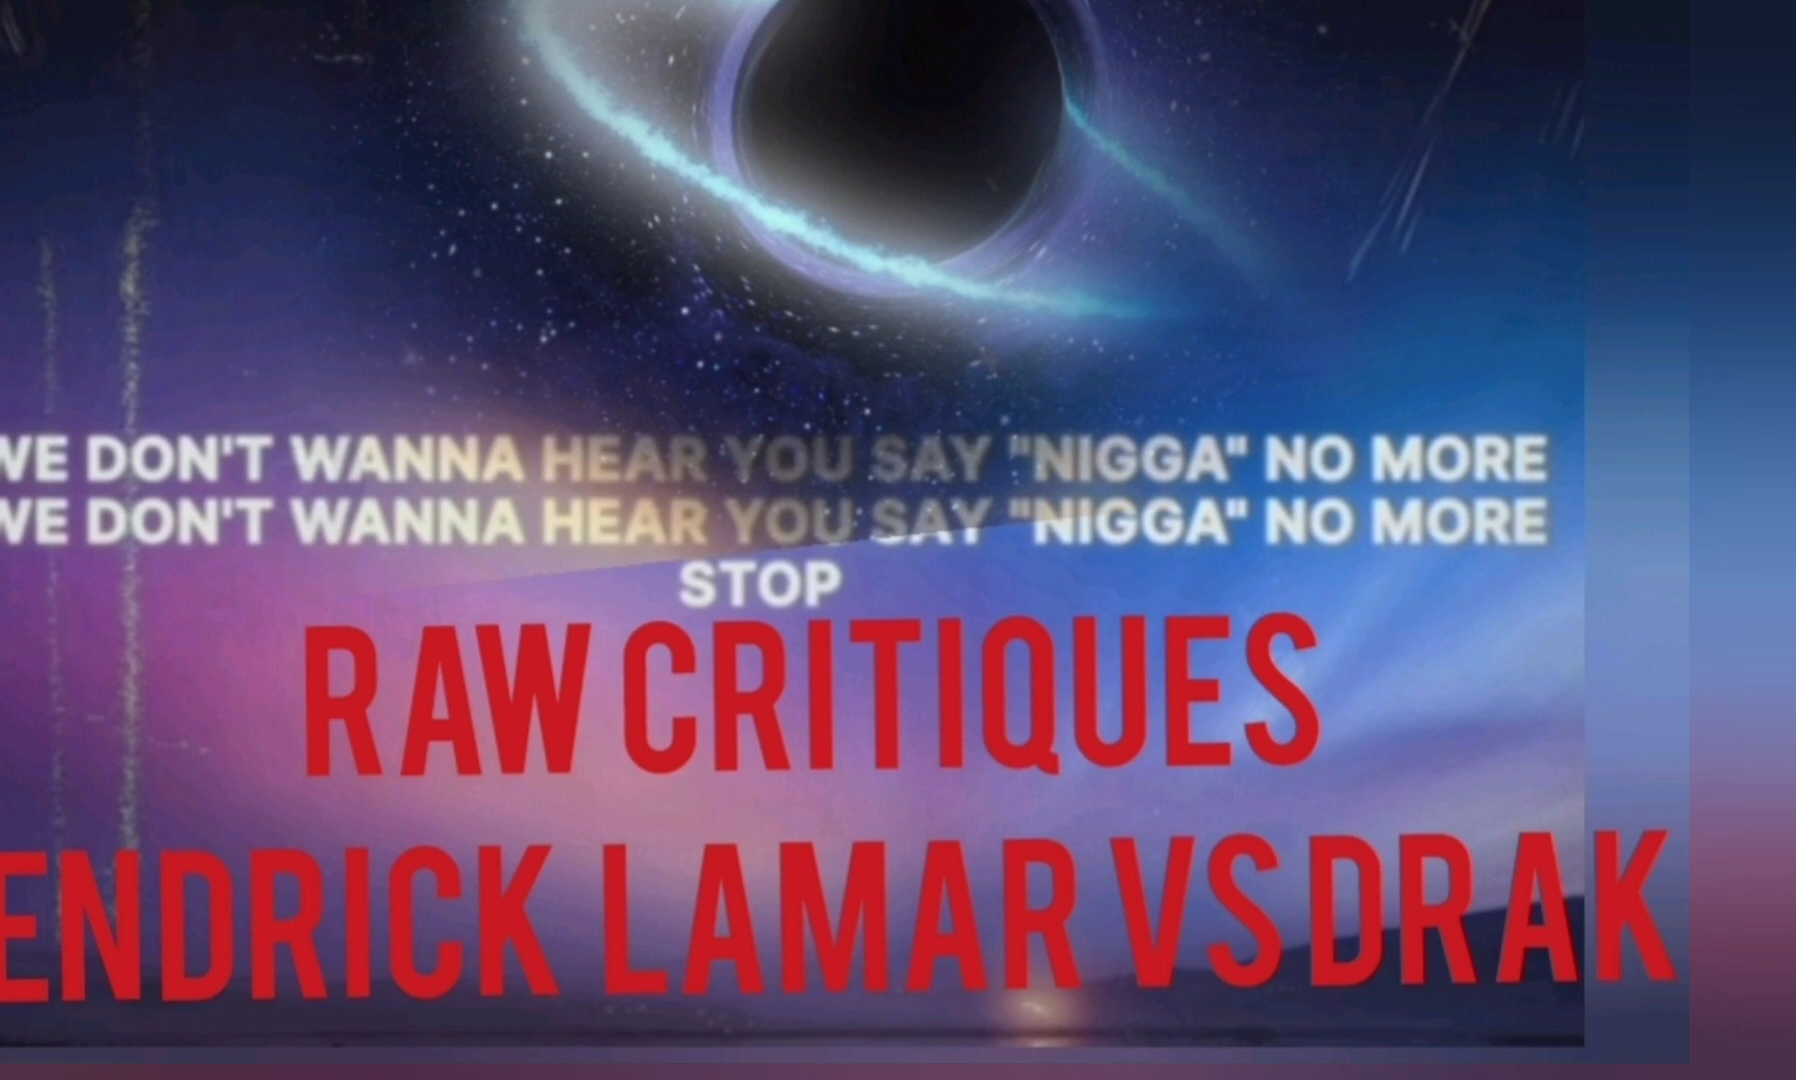 WE DON'T WANNA HEAR YOU SAY "NIGGA" NO MORE
WE DON'T WANNA HEAR YOU SAY "NIGGA" NO MORE
STOP
RAW CRITIQUES
ENDRICK LAMAR VS DRAK